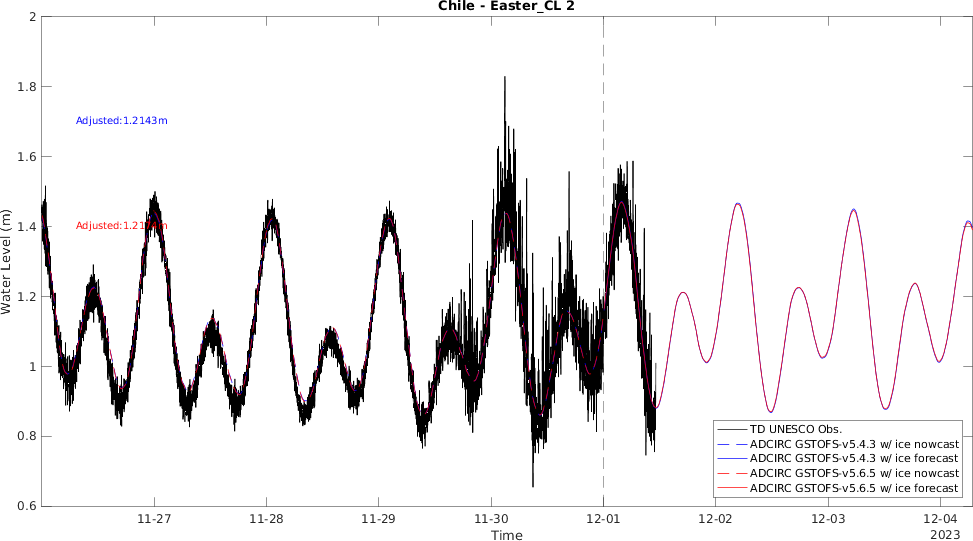 Chile - Easter_CL 2
2
1.8
1.6
1.4
1.2
1
0.8
0.6
Water Level (m)
Adjusted:1.2143m
11-27
11-28
11-29
11-30
12-01
12-02
12-03
12-04
Time
2023
TD UNESCO Obs.
ADCIRC GSTOFS-v5.4.3 w/ ice nowcast
ADCIRC GSTOFS-v5.4.3 w/ ice forecast
ADCIRC GSTOFS-v5.6.5 w/ ice nowcast
ADCIRC GSTOFS-v5.6.5 w/ ice forecast